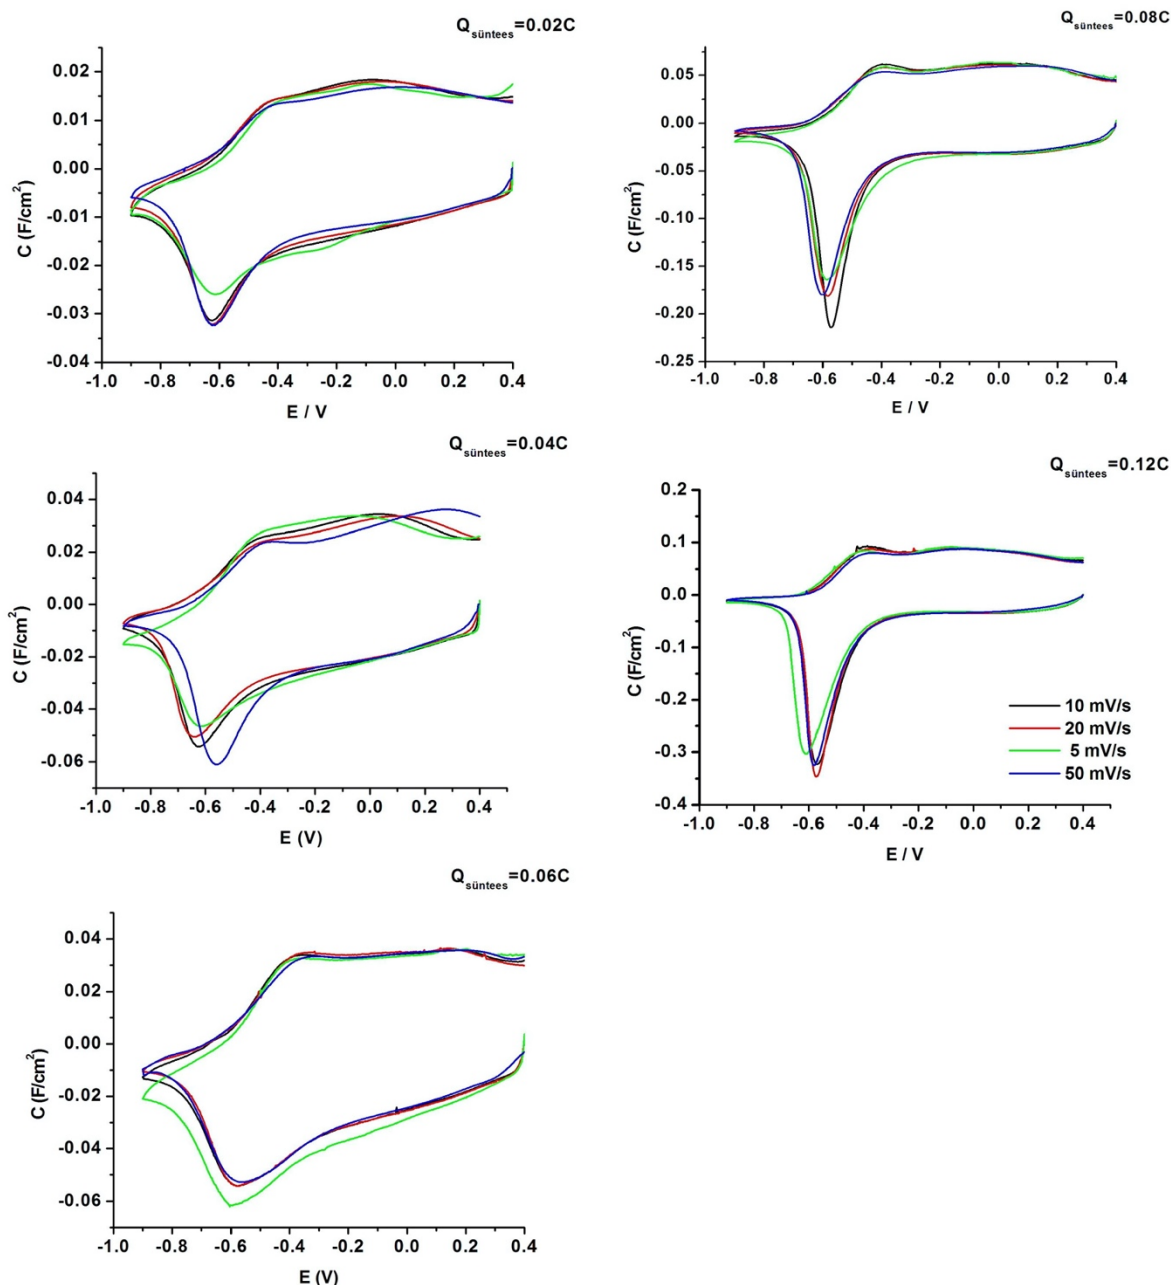 Q süntees=0.02C
0.02
0.01
0.00
-0.01
-0.02
-0.03
-0.04
C (F/cm²)
-1.0 -0.8 -0.6 -0.4 -0.2 0.0 0.2 0.4
E / V
Q süntees=0.08C
0.05
0.00
-0.05
-0.10
-0.15
-0.20
-0.25
C (F/cm²)
-1.0 -0.8 -0.6 -0.4 -0.2 0.0 0.2 0.4
E / V
Q süntees=0.04C
0.04
0.02
0.00
-0.02
-0.04
-0.06
C (F/cm²)
-1.0 -0.8 -0.6 -0.4 -0.2 0.0 0.2 0.4
E (V)
Q süntees=0.12C
0.2
0.1
0.0
-0.1
-0.2
-0.3
-0.4
C (F/cm²)
10 mV/s
20 mV/s
5 mV/s
50 mV/s
-1.0 -0.8 -0.6 -0.4 -0.2 0.0 0.2 0.4
E / V
Q süntees=0.06C
0.04
0.02
0.00
-0.02
-0.04
-0.06
C (F/cm²)
-1.0 -0.8 -0.6 -0.4 -0.2 0.0 0.2 0.4
E (V)